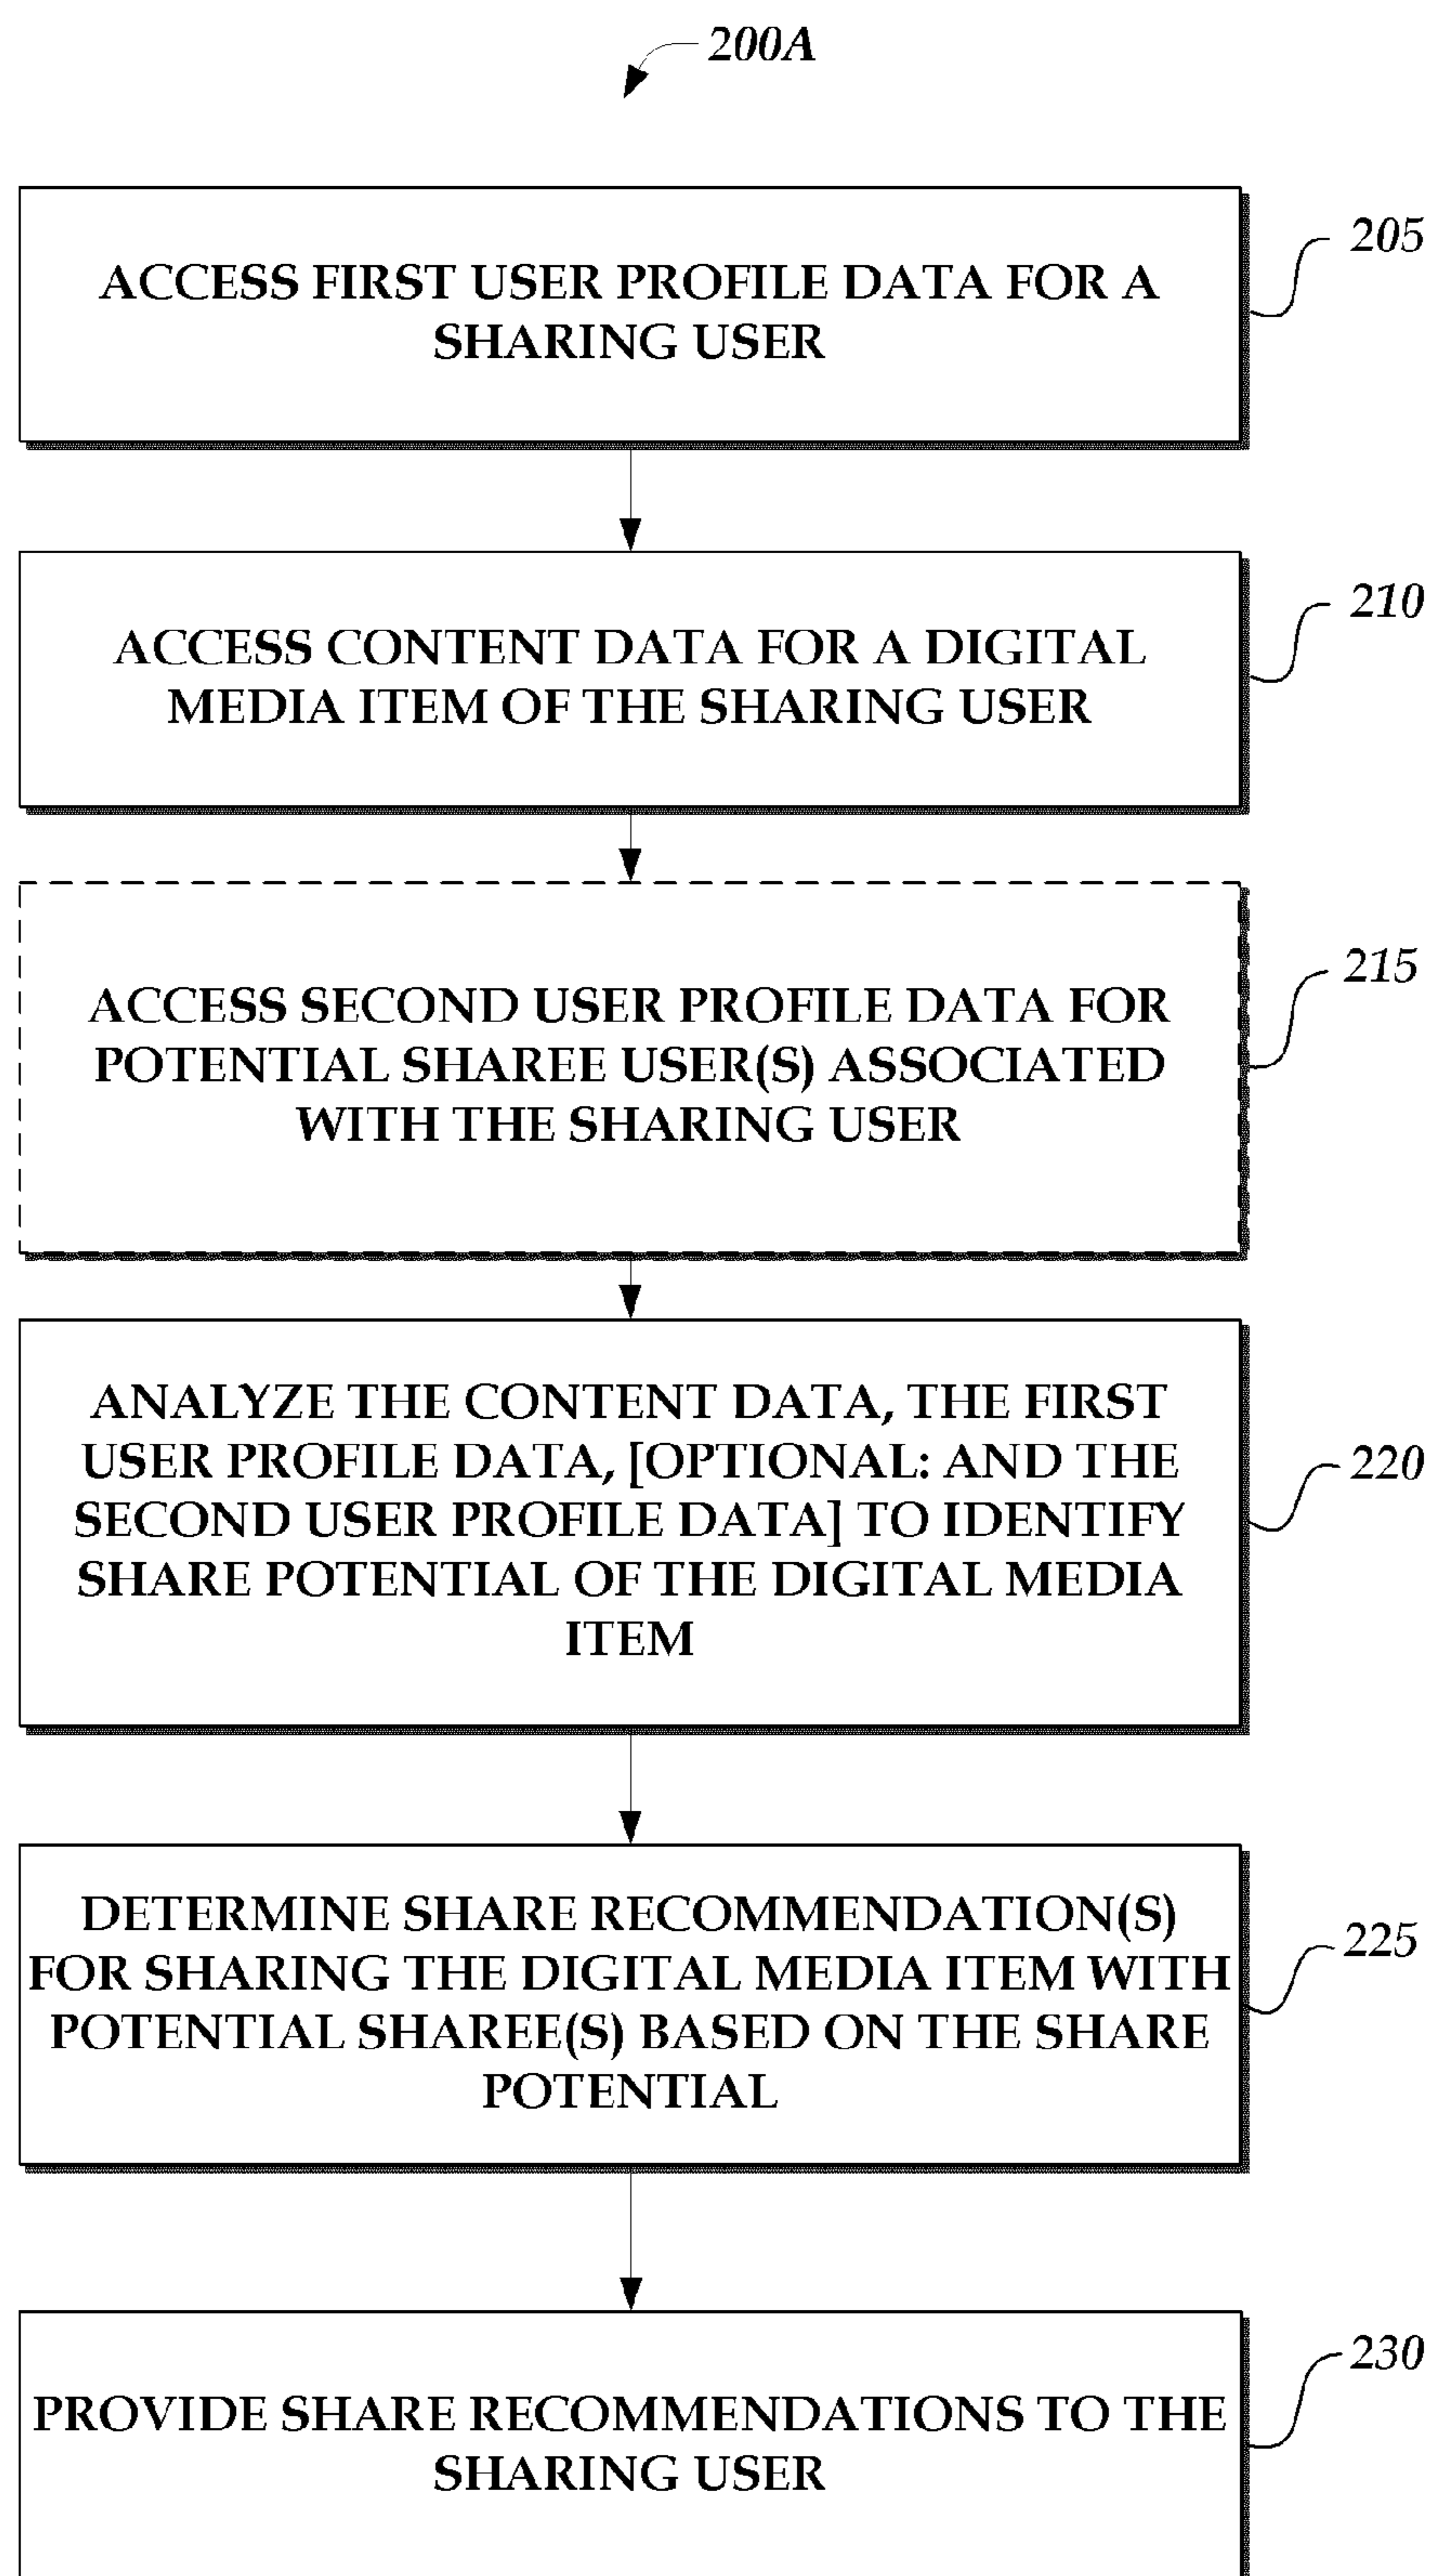 200A
ACCESS FIRST USER PROFILE DATA FOR A
SHARING USER
205
ACCESS CONTENT DATA FOR A DIGITAL
MEDIA ITEM OF THE SHARING USER
210
ACCESS SECOND USER PROFILE DATA FOR
POTENTIAL SHAREE USER(S) ASSOCIATED
WITH THE SHARING USER
215
ANALYZE THE CONTENT DATA, THE FIRST
USER PROFILE DATA, [OPTIONAL: AND THE
SECOND USER PROFILE DATA] TO IDENTIFY
SHARE POTENTIAL OF THE DIGITAL MEDIA
ITEM
220
DETERMINE SHARE RECOMMENDATION(S)
FOR SHARING THE DIGITAL MEDIA ITEM WITH
POTENTIAL SHAREE(S) BASED ON THE SHARE
POTENTIAL
225
PROVIDE SHARE RECOMMENDATIONS TO THE
SHARING USER
230